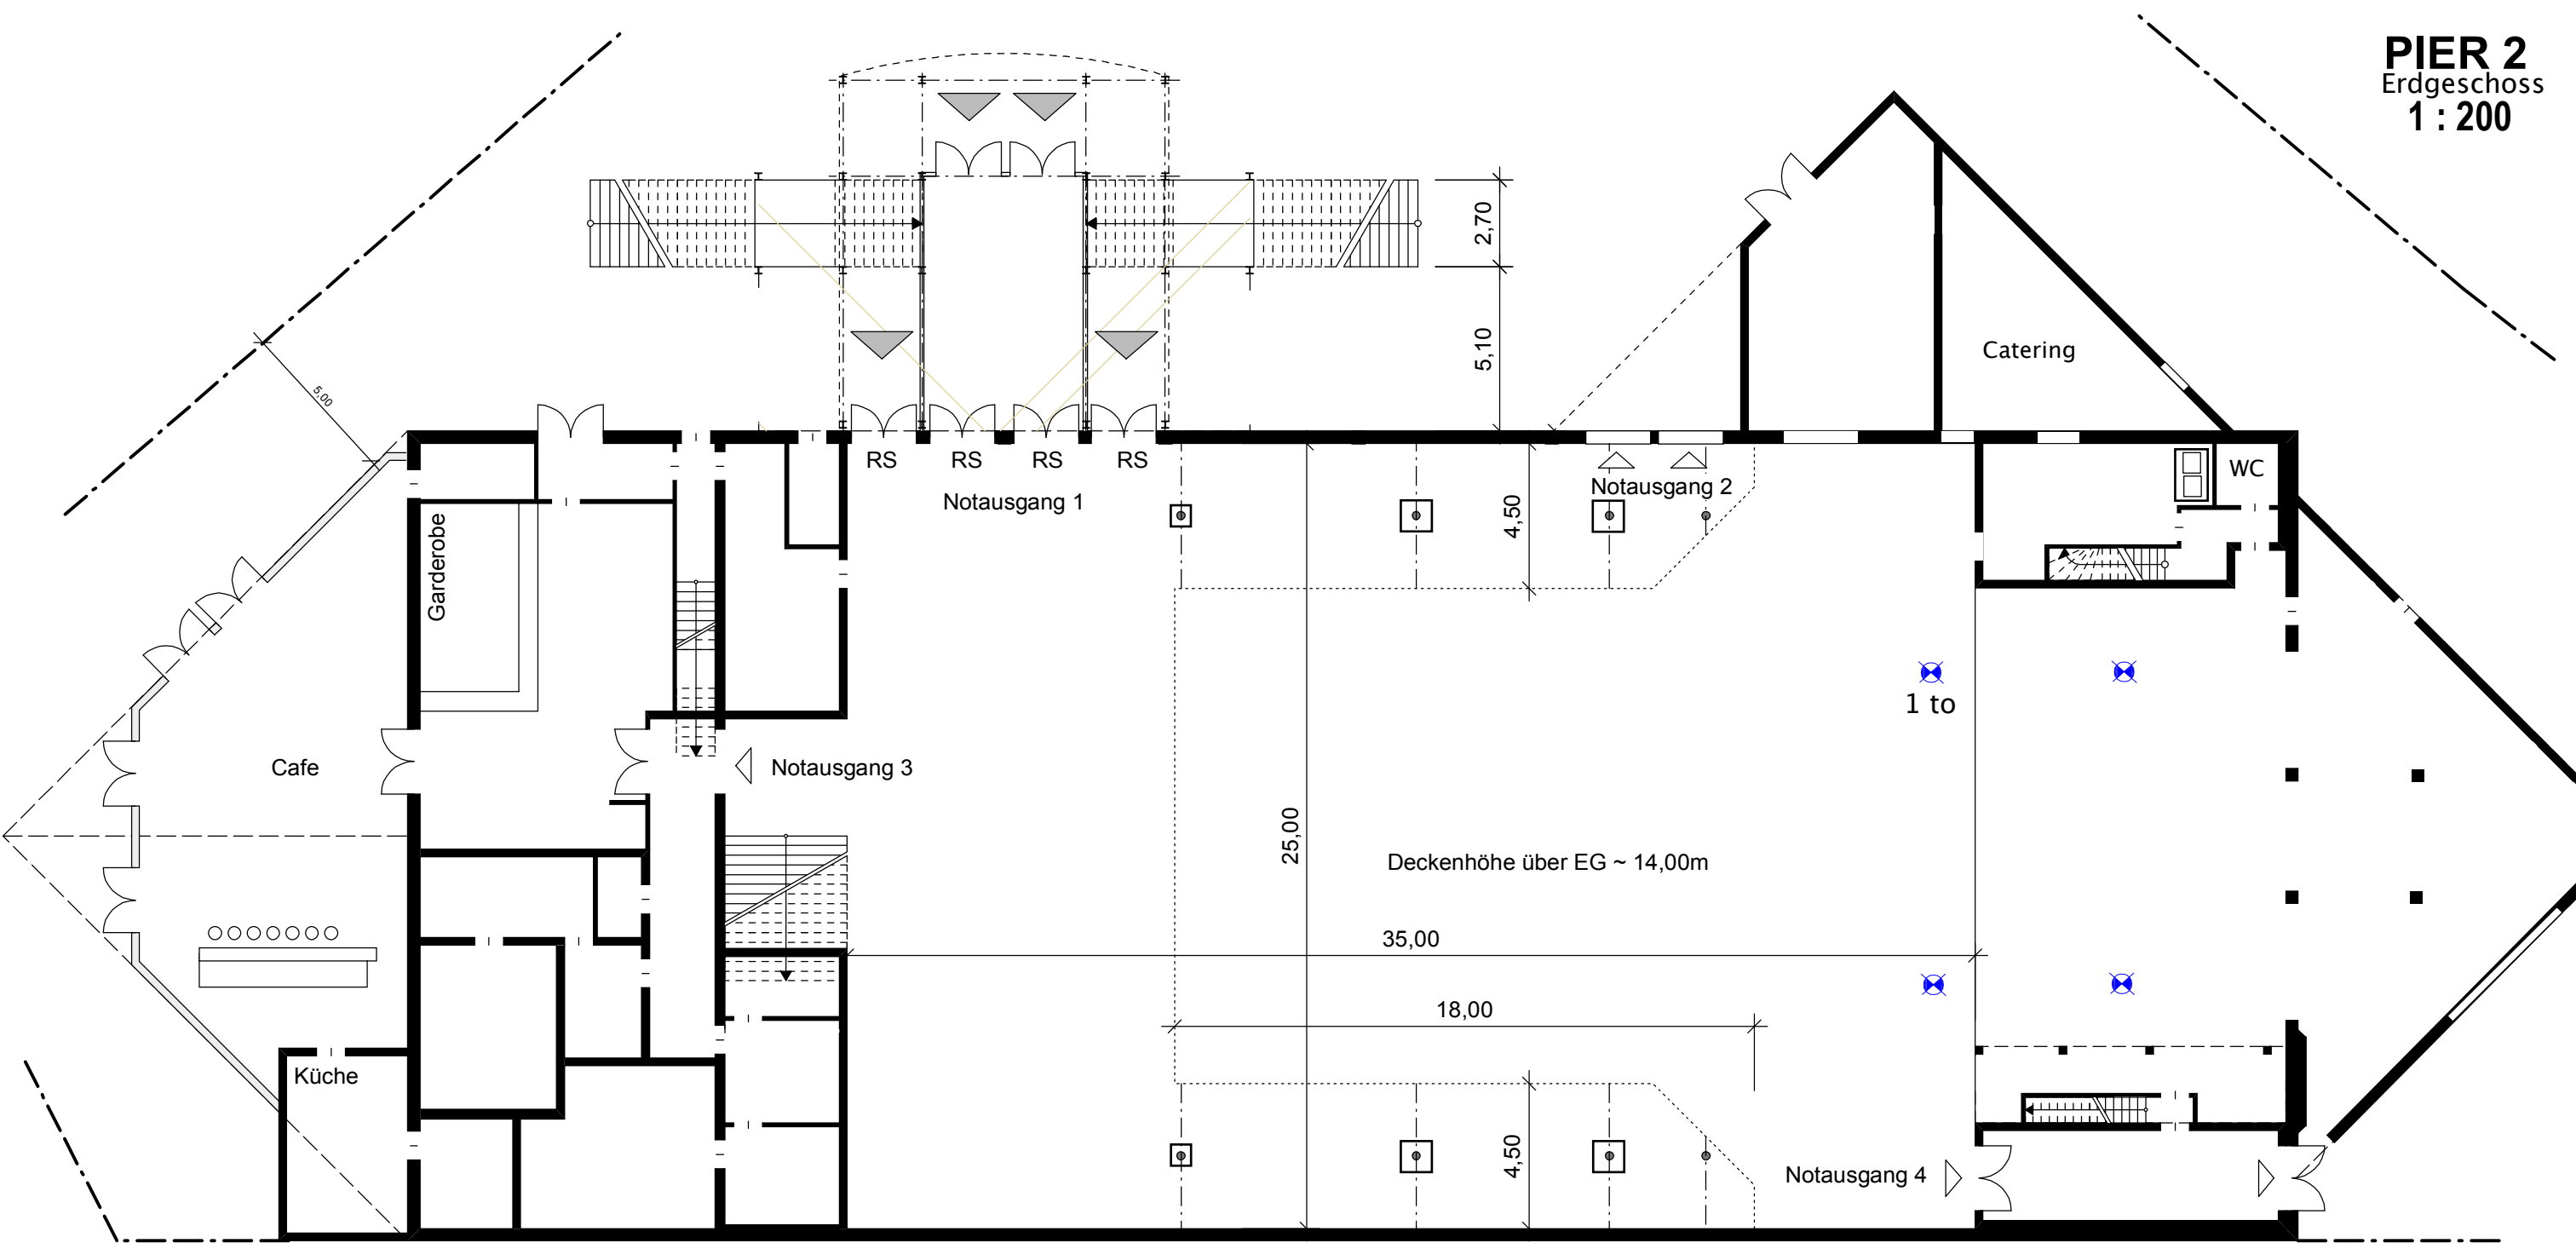 PIER 2
Erdgeschoss
1 : 200
2,70
5,10
5,00
Catering
RS
RS
RS
RS
WC
Notausgang 1
Notausgang 2
4,50
Garderobe
1 to
Cafe
Notausgang 3
25,00
Deckenhöhe über EG ~ 14,00m
35,00
18,00
Küche
4,50
Notausgang 4